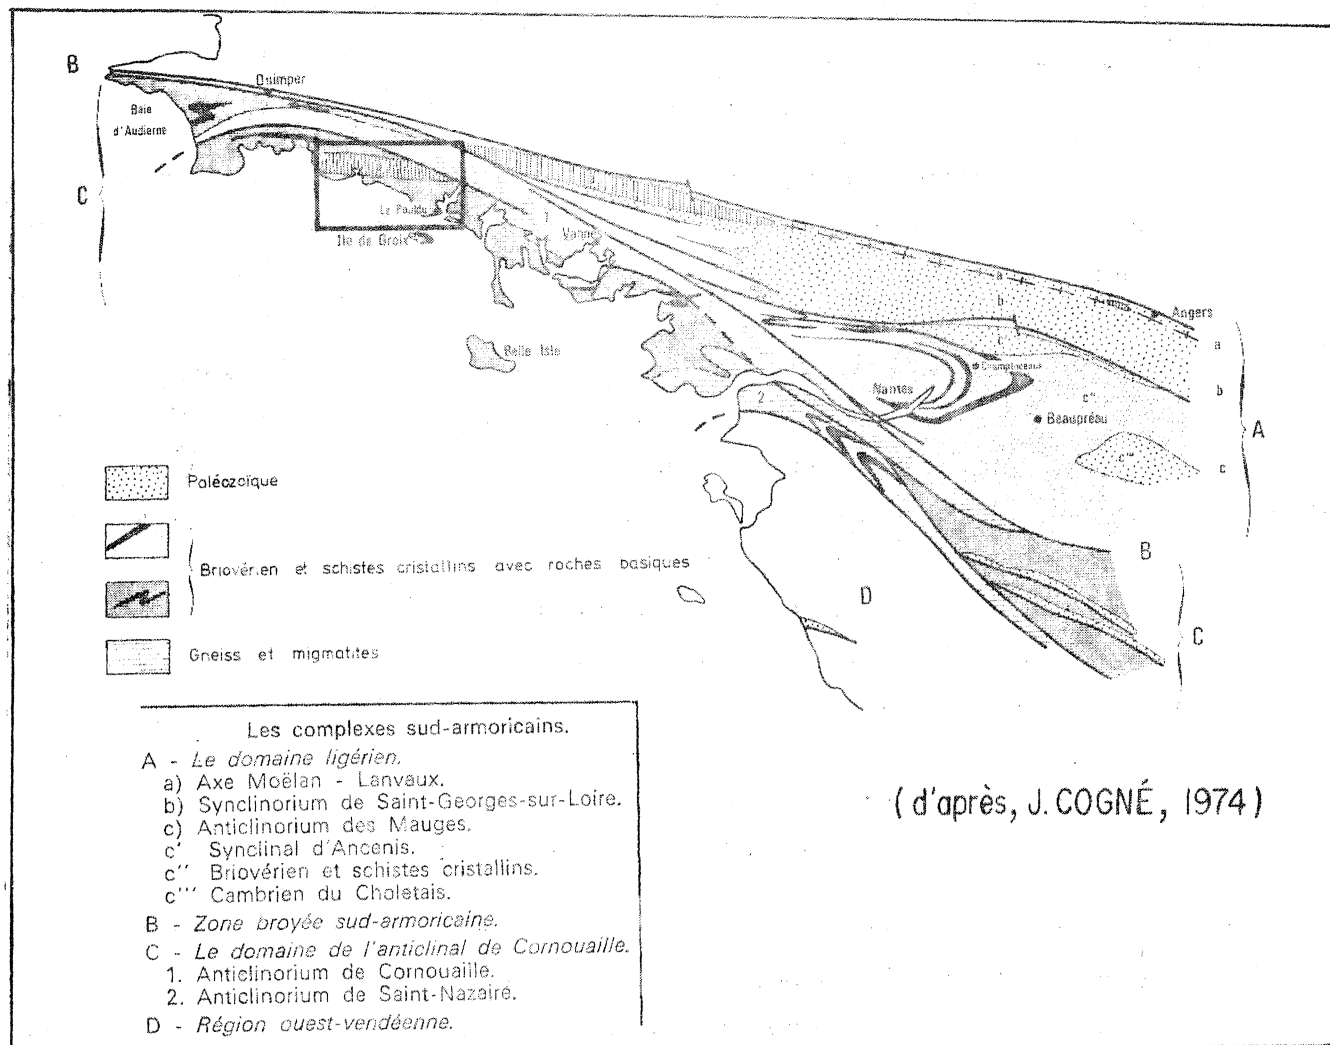 B
Quimper
Baie
d'Audierne
C
Le Pouldu
Ile de Groix
1
Vannes
Belle Isle
a
b
Angers
a
c'
Champtoceaux
Nantes
c''
b
Beaupréau
A
2
c'''
c
Paléozoïque
B
Briovérien et schistes cristallins avec roches basiques
D
C
Gneiss et migmatites
Les complexes sud-armoricains.
A - Le domaine ligérien.
a) Axe Moëlan - Lanvaux.
b) Synclinorium de Saint-Georges-sur-Loire.
c) Anticlinorium des Mauges.
c' Synclinal d'Ancenis.
c'' Briovérien et schistes cristallins.
c''' Cambrien du Choletais.
B - Zone broyée sud-armoricaine.
C - Le domaine de l'anticlinal de Cornouaille.
1. Anticlinorium de Cornouaille.
2. Anticlinorium de Saint-Nazaire.
D - Région ouest-vendéenne.
(d'après, J. COGNÉ, 1974)